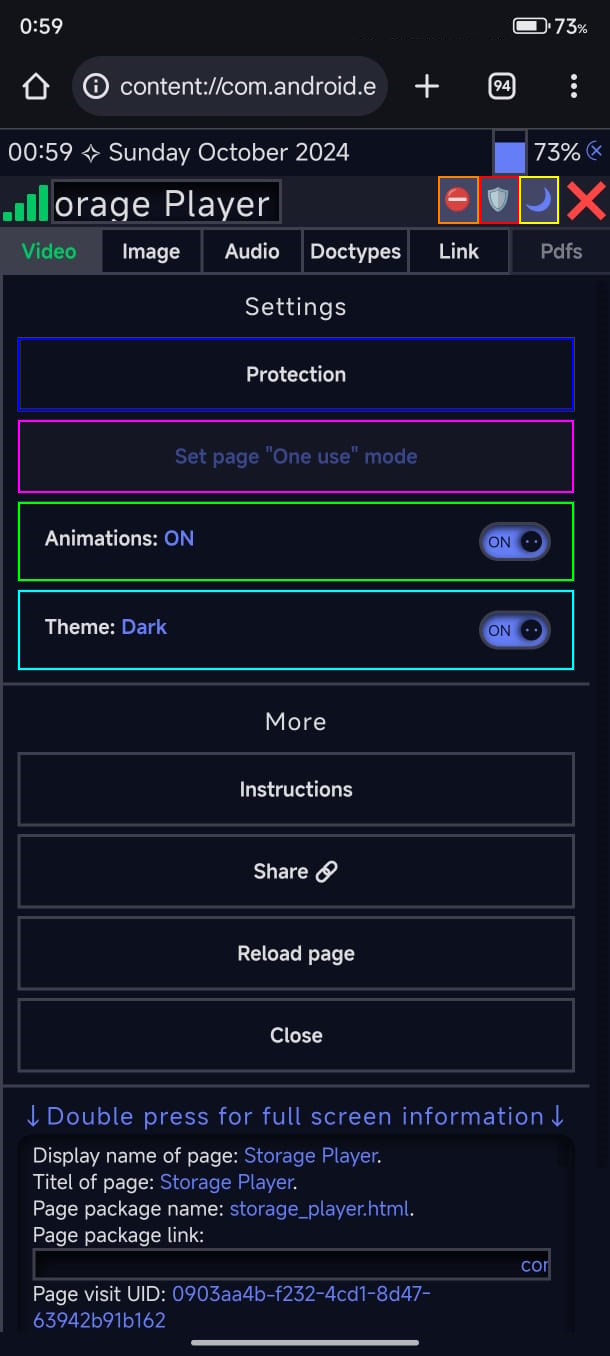 0:59
73%
content://com.android.e
94
00:59 ✧ Sunday October 2024
73%
orage Player
Video
Image
Audio
Doctypes
Link
Pdfs
Settings
Protection
Set page "One use" mode
Animations: ON
ON
Theme: Dark
ON
More
Instructions
Share 🔗
Reload page
Close
↓Double press for full screen information↓
Display name of page: Storage Player.
Titel of page: Storage Player.
Page package name: storage_player.html.
Page package link:
con
Page visit UID: 0903aa4b-f232-4cd1-8d47-
63942b91b162